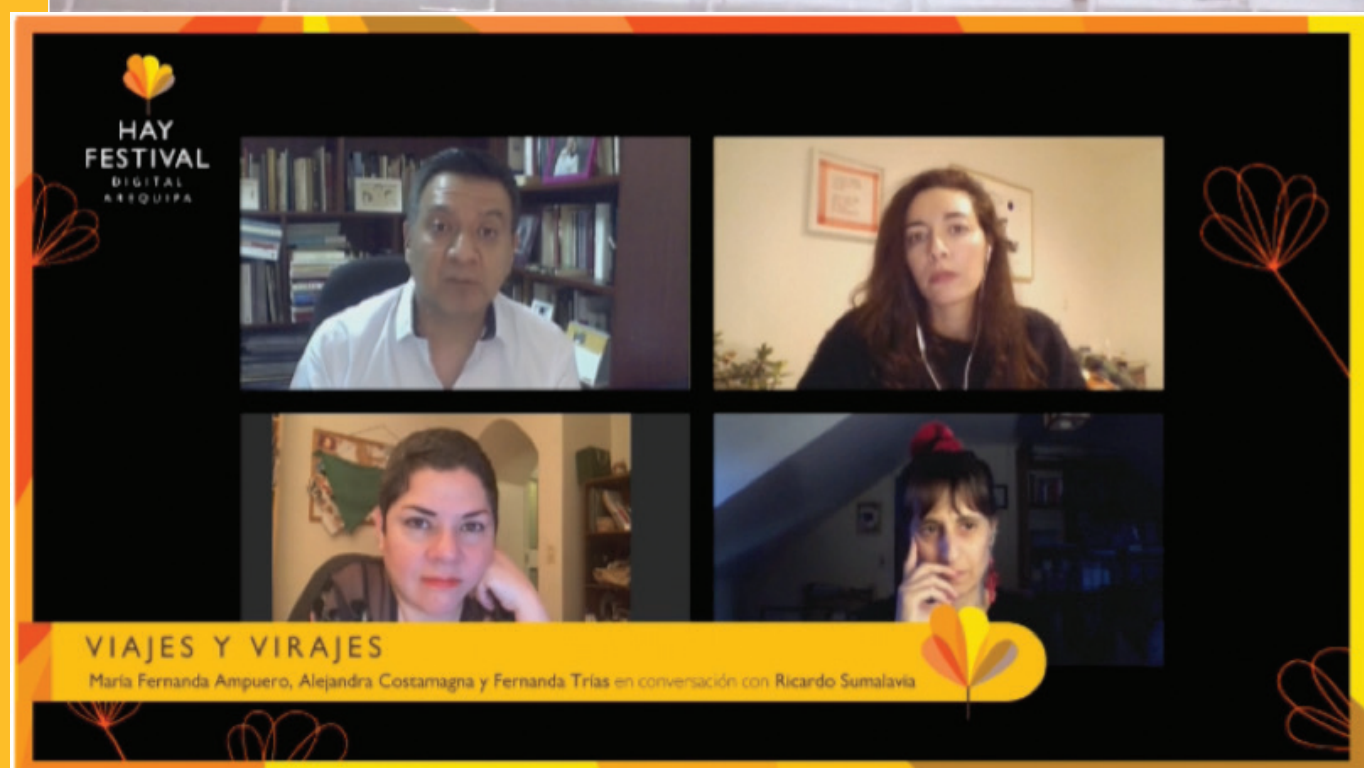 HAY
FESTIVAL
DIGITAL
AREQUIPA
VIAJES Y VIRAJES
María Fernanda Ampuero, Alejandra Costamagna y Fernanda Trías en conversación con Ricardo Sumalavia